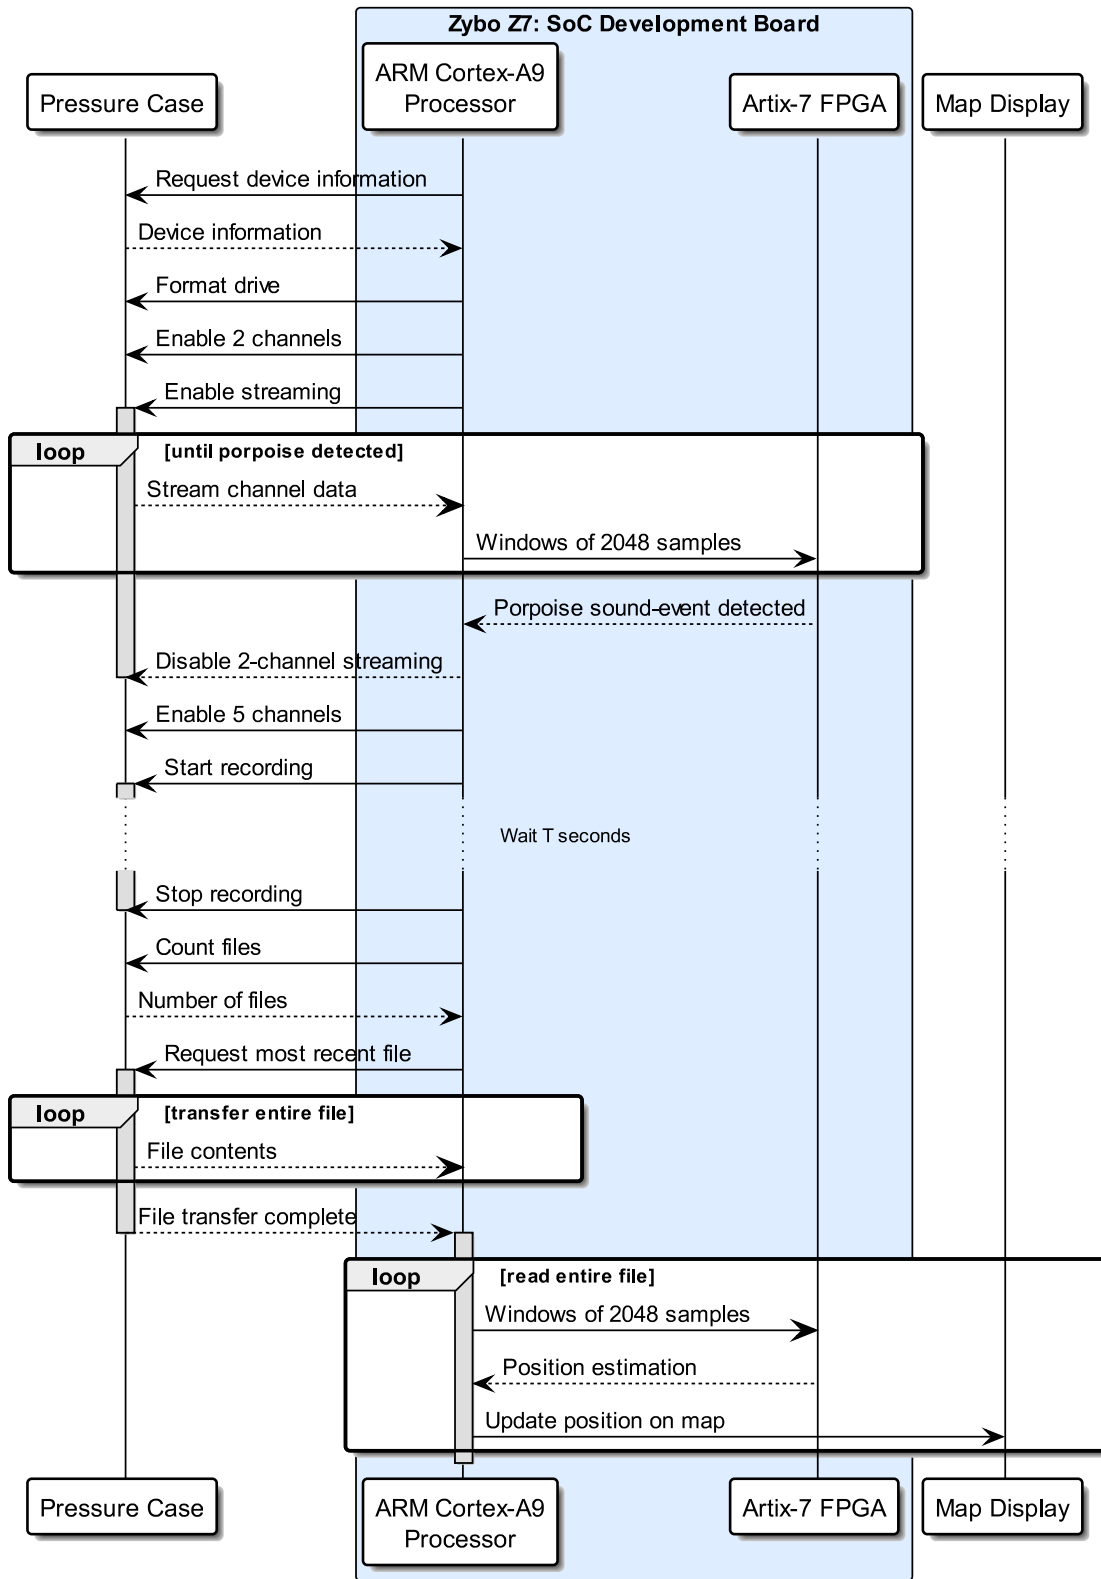 Zybo Z7: SoC Development Board
Pressure Case
ARM Cortex-A9
Processor
Artix-7 FPGA
Map Display
Request device information
Device information
Format drive
Enable 2 channels
Enable streaming
loop
[until porpoise detected]
Stream channel data
Windows of 2048 samples
Porpoise sound-event detected
Disable 2-channel streaming
Enable 5 channels
Start recording
Wait T seconds
Stop recording
Count files
Number of files
Request most recent file
loop
[transfer entire file]
File contents
File transfer complete
loop
[read entire file]
Windows of 2048 samples
Position estimation
Update position on map
Pressure Case
ARM Cortex-A9
Processor
Artix-7 FPGA
Map Display